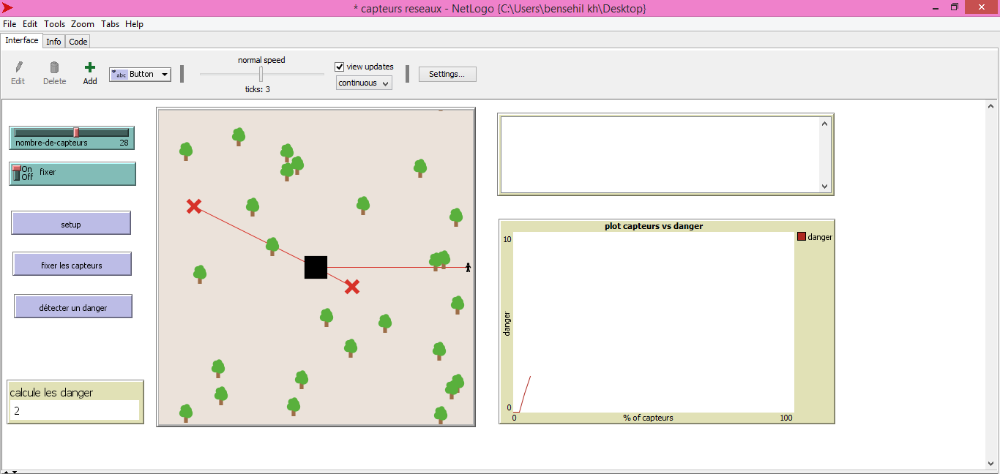 * capteurs reseaux - NetLogo {C:\Users\bensehil kh\Desktop}
File Edit Tools Zoom Tabs Help
Interface Info Code
normal speed
view updates
Edit Delete Add abc Button
ticks: 3
continuous
Settings...
nombre-de-capteurs 28
On
Off
fixer
setup
fixer les capteurs
détecter un danger
calcule les danger
2
plot capteurs vs danger
10
danger
danger
0
0
% of capteurs
100